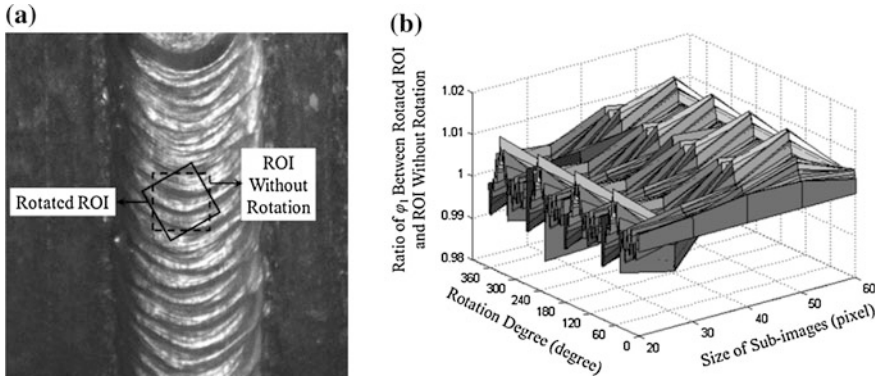 (a)
Rotated ROI
ROI
Without
Rotation
(b)
Ratio of φ1 Between Rotated ROI
and ROI Without Rotation
1.02
1.01
1
0.99
0.98
360
300
240
180
120
60
0
Rotation Degree (degree)
20
30
40
50
60
Size of Sub-images (pixel)